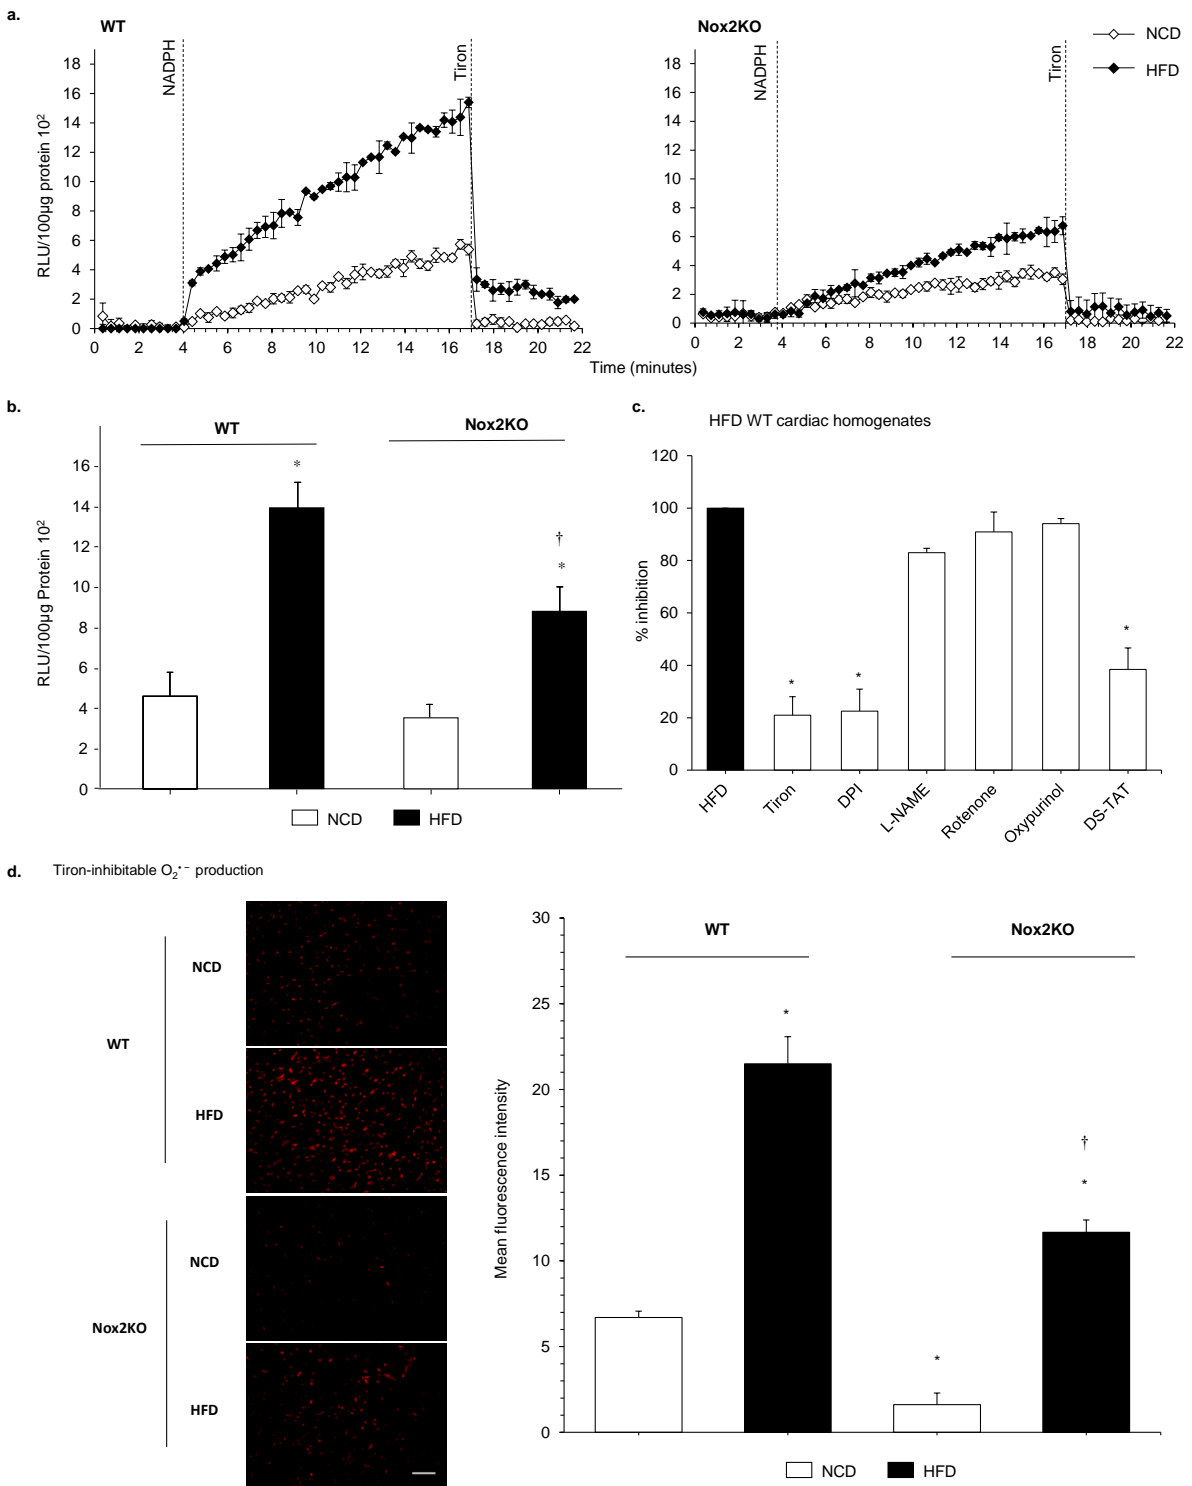 a.
WT
Nox2KO
NCD
HFD
NADPH
Tiron
NADPH
Tiron
RLU/100µg protein 10²
18
16
14
12
10
8
6
4
2
0
0 2 4 6 8 10 12 14 16 18 20 22
18
16
14
12
10
8
6
4
2
0
0 2 4 6 8 10 12 14 16 18 20 22
Time (minutes)
b.
WT
Nox2KO
RLU/100µg Protein 10²
16
14
12
10
8
6
4
2
0
*
†
*
NCD HFD
c.
HFD WT cardiac homogenates
% inhibition
120
100
80
60
40
20
0
* * *
HFD Tiron DPI L-NAME Rotenone Oxypurinol DS-TAT
d.
Tiron-inhibitable O₂•− production
WT
NCD
HFD
Nox2KO
NCD
HFD
Mean fluorescence intensity
30
25
20
15
10
5
0
WT
Nox2KO
*
*
†
*
NCD HFD